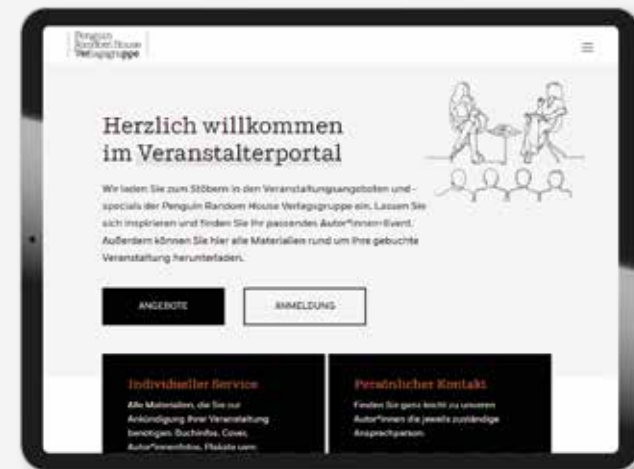 Penguin
Random House
Verlagsgruppe
Herzlich willkommen
im Veranstalterportal
Wir laden Sie zum Stöbern in den Veranstaltungsangeboten und -
specials der Penguin Random House Verlagsgruppe ein. Lassen Sie
sich inspirieren und finden Sie Ihr passendes Autor*innen-Event.
Außerdem können Sie hier alle Materialien rund um Ihre gebuchte
Veranstaltung herunterladen.
ANGEBOTE
ANMELDUNG
Individueller Service
Alle Materialien, die Sie zur
Ankündigung Ihrer Veranstaltung
benötigen: Buchinfos, Cover,
Autor*innenfotos, Plakate uvm.
Persönlicher Kontakt
Finden Sie ganz leicht zu unseren
Autor*innen die jeweils zuständige
Ansprechperson.